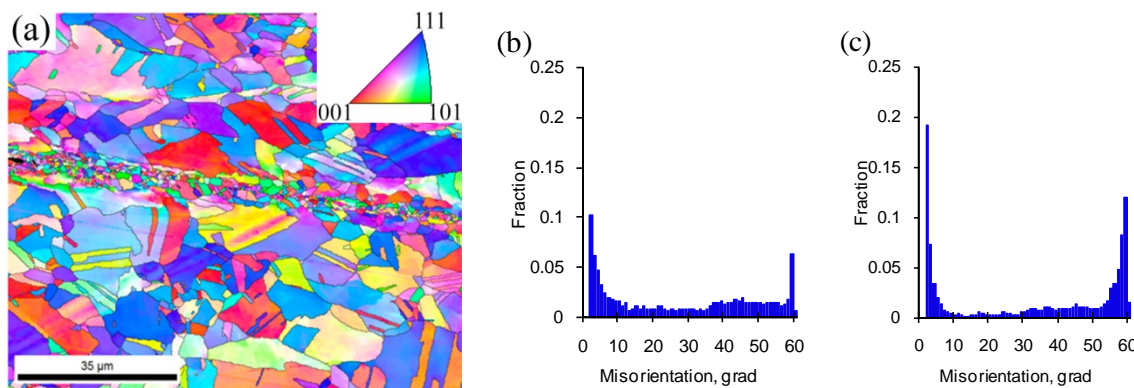 (a)
111
001 101
35 µm
(b)
0.25
0.2
0.15
0.1
0.05
0
Fraction
0 10 20 30 40 50 60
Misorientation, grad
(c)
0.25
0.2
0.15
0.1
0.05
0
Fraction
0 10 20 30 40 50 60
Misorientation, grad